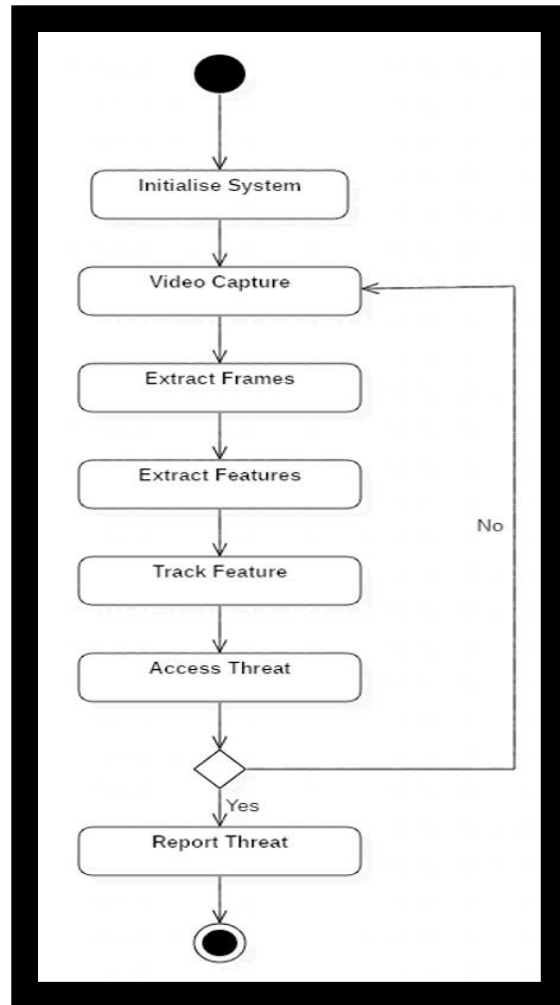 Initialise System
Video Capture
Extract Frames
Extract Features
No
Track Feature
Access Threat
Yes
Report Threat